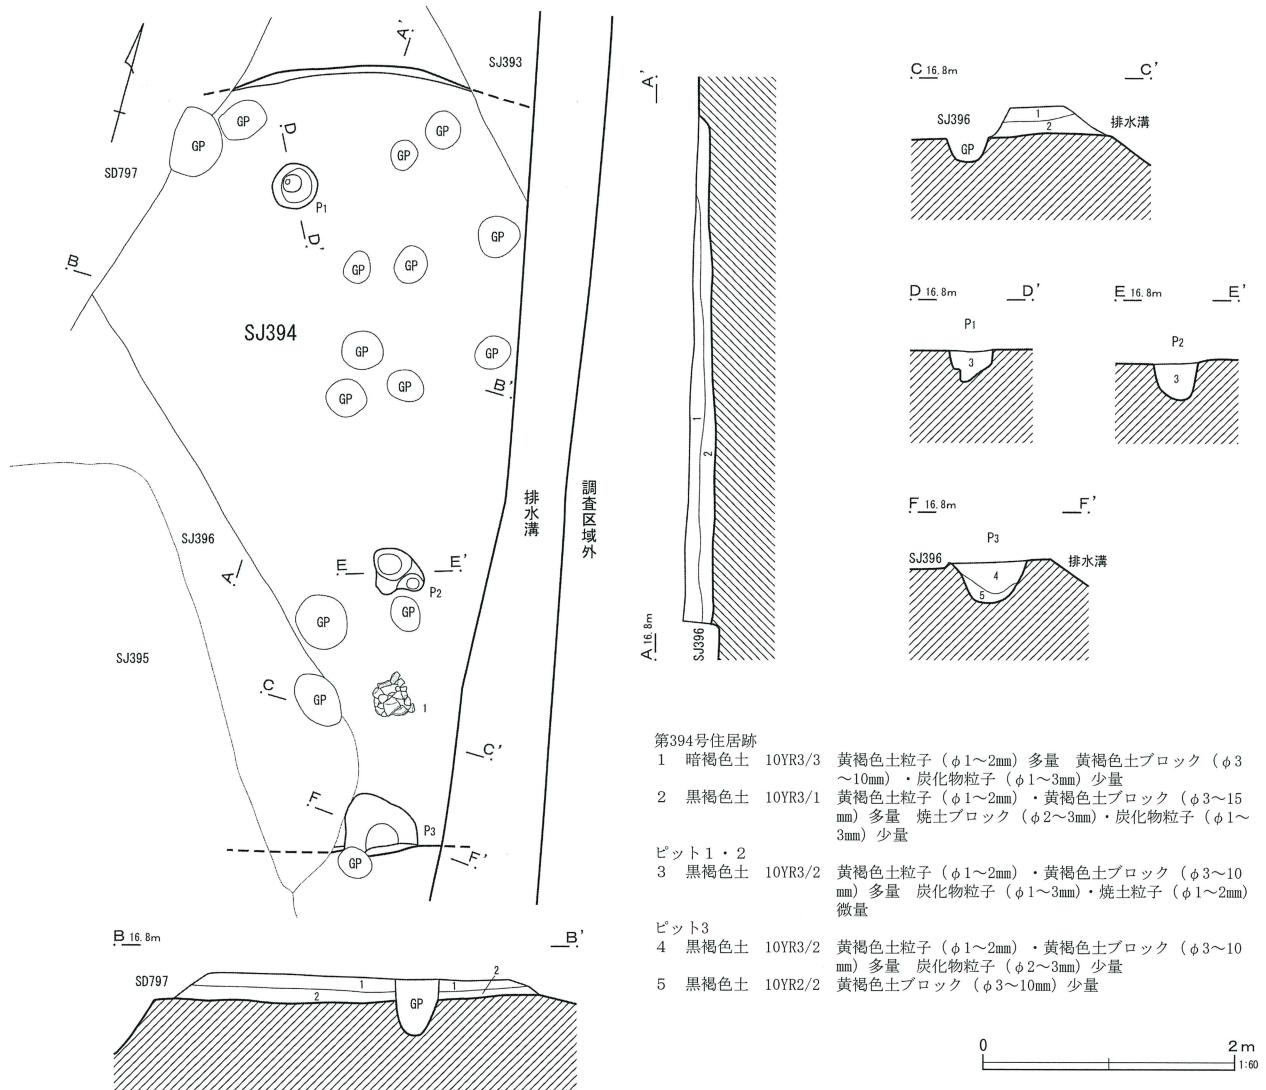 A'
SJ393
GP
GP
GP
GP
D
SD797
P1
D'
GP
B
GP
GP
SJ394
GP
GP
GP
GP
B'
排水溝
調査区域外
SJ396
A
E
E'
P2
GP
GP
SJ395
C
GP
1
C'
F
P3
F'
GP
A'
1
2
A 16.8m
SJ396
C 16.8m
C'
SJ396
1
2
排水溝
GP
D 16.8m
D'
P1
3
E 16.8m
E'
P2
3
F 16.8m
F'
P3
SJ396
排水溝
4
5
B 16.8m
B'
SD797
1
1
2
2
GP
第394号住居跡
1 暗褐色土 10YR3/3 黄褐色土粒子（φ1～2mm）多量 黄褐色土ブロック（φ3
～10mm）・炭化物粒子（φ1～3mm）少量
2 黒褐色土 10YR3/1 黄褐色土粒子（φ1～2mm）・黄褐色土ブロック（φ3～15
mm）多量 焼土ブロック（φ2～3mm）・炭化物粒子（φ1～
3mm）少量
ピット1・2
3 黒褐色土 10YR3/2 黄褐色土粒子（φ1～2mm）・黄褐色土ブロック（φ3～10
mm）多量 炭化物粒子（φ1～3mm）・焼土粒子（φ1～2mm）
微量
ピット3
4 黒褐色土 10YR3/2 黄褐色土粒子（φ1～2mm）・黄褐色土ブロック（φ3～10
mm）多量 炭化物粒子（φ2～3mm）少量
5 黒褐色土 10YR2/2 黄褐色土ブロック（φ3～10mm）少量
0 2m
1:60